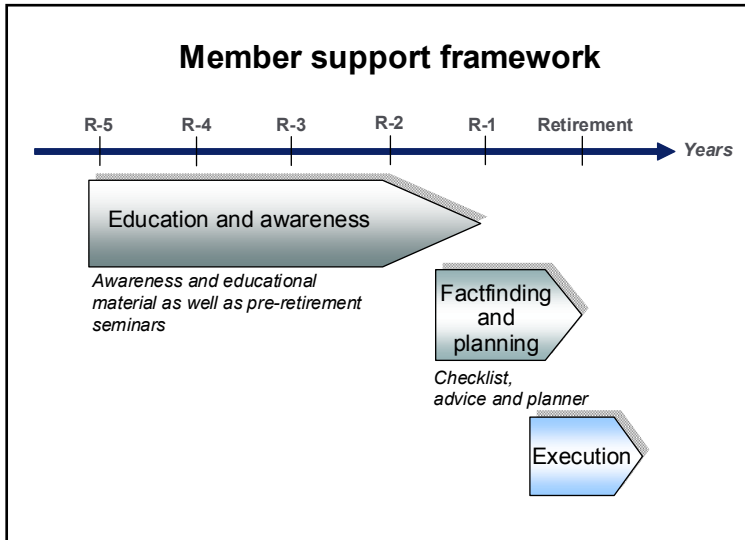 Member support framework
R-5 R-4 R-3 R-2 R-1 Retirement
Years
Education and awareness
Awareness and educational
material as well as pre-retirement
seminars
Factfinding
and
planning
Checklist,
advice and planner
Execution